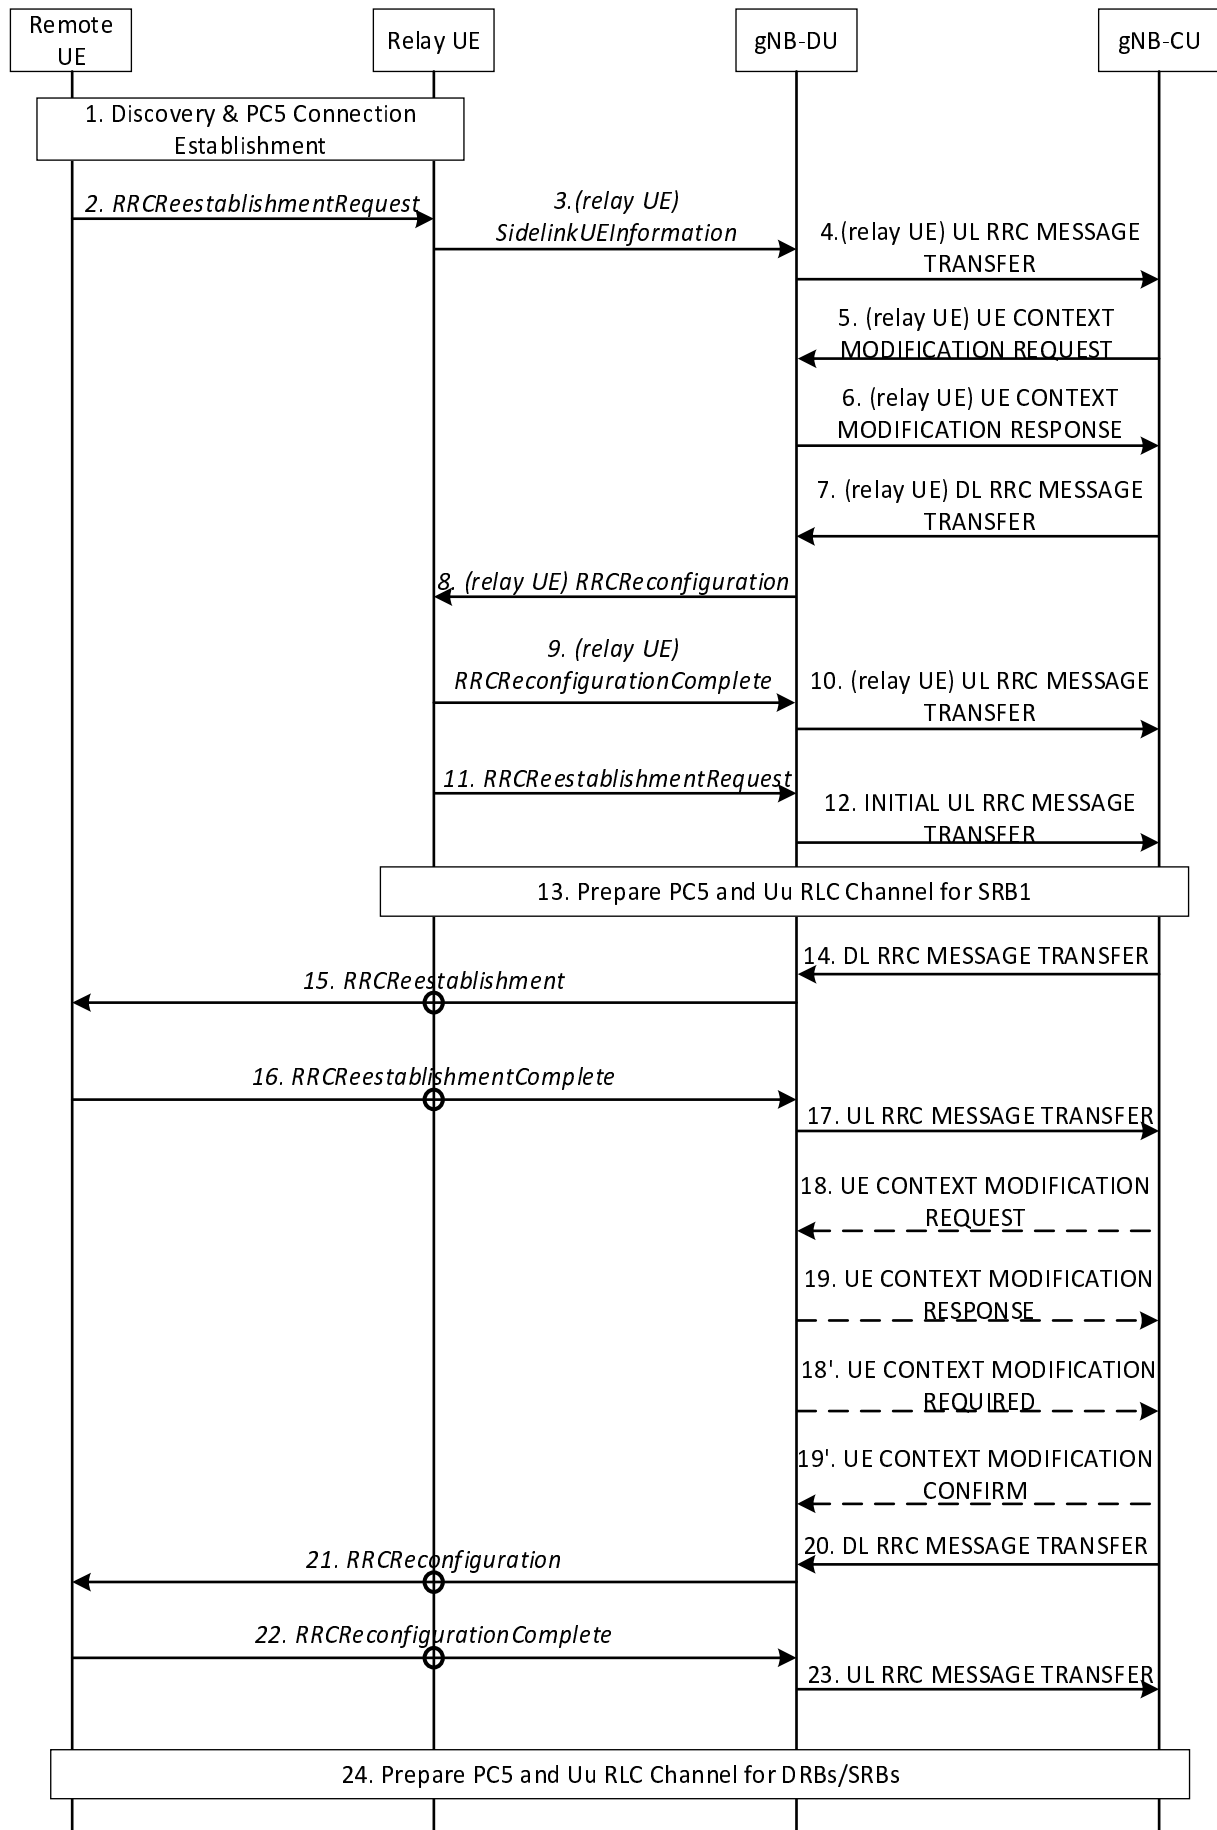 Remote
UE
Relay UE
gNB-DU
gNB-CU
1. Discovery & PC5 Connection
Establishment
2. RRCReestablishmentRequest
3.(relay UE)
SidelinkUEInformation
4.(relay UE) UL RRC MESSAGE
TRANSFER
5. (relay UE) UE CONTEXT
MODIFICATION REQUEST
6. (relay UE) UE CONTEXT
MODIFICATION RESPONSE
7. (relay UE) DL RRC MESSAGE
TRANSFER
8. (relay UE) RRCReconfiguration
9. (relay UE)
RRCReconfigurationComplete
10. (relay UE) UL RRC MESSAGE
TRANSFER
11. RRCReestablishmentRequest
12. INITIAL UL RRC MESSAGE
TRANSFER
13. Prepare PC5 and Uu RLC Channel for SRB1
14. DL RRC MESSAGE TRANSFER
15. RRCReestablishment
16. RRCReestablishmentComplete
17. UL RRC MESSAGE TRANSFER
18. UE CONTEXT MODIFICATION
REQUEST
19. UE CONTEXT MODIFICATION
RESPONSE
18'. UE CONTEXT MODIFICATION
REQUIRED
19'. UE CONTEXT MODIFICATION
CONFIRM
20. DL RRC MESSAGE TRANSFER
21. RRCReconfiguration
22. RRCReconfigurationComplete
23. UL RRC MESSAGE TRANSFER
24. Prepare PC5 and Uu RLC Channel for DRBs/SRBs